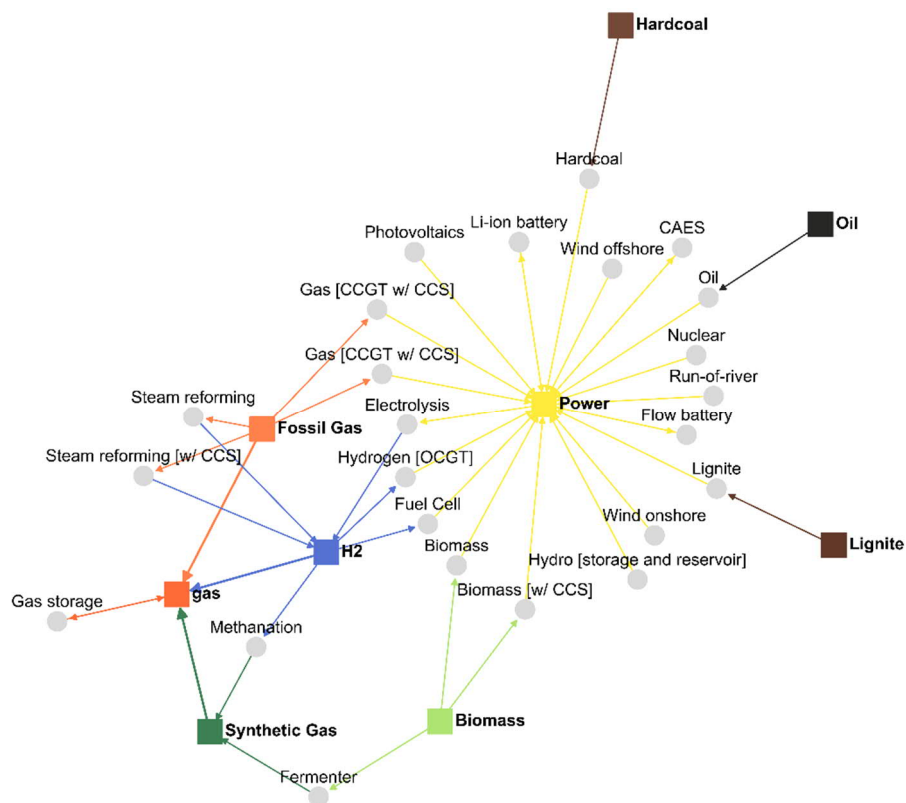 Hardcoal
Hardcoal
Li-ion battery
CAES
Oil
Photovoltaics
Wind offshore
Oil
Gas [CCGT w/ CCS]
Nuclear
Gas [CCGT w/ CCS]
Run-of-river
Steam reforming
Electrolysis
Power
Flow battery
Fossil Gas
Steam reforming [w/ CCS]
Hydrogen [OCGT]
Lignite
Fuel Cell
Wind onshore
H2
Biomass
Lignite
Hydro [storage and reservoir]
gas
Biomass [w/ CCS]
Gas storage
Methanation
Synthetic Gas
Biomass
Fermenter